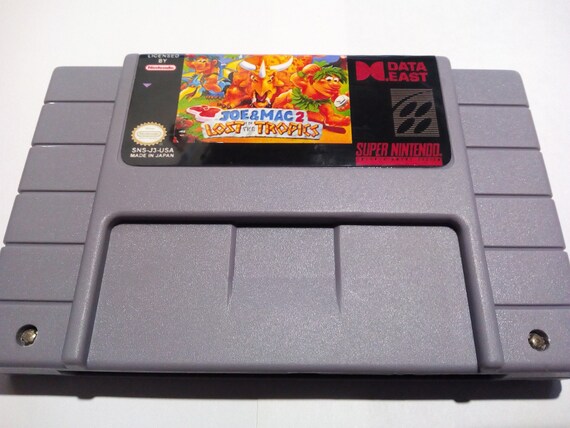 LICENSED
BY
Nintendo
DATA
EAST
JOE & MAC 2
LOST IN THE TROPICS
SNS-J3-USA
MADE IN JAPAN
SUPER NINTENDO